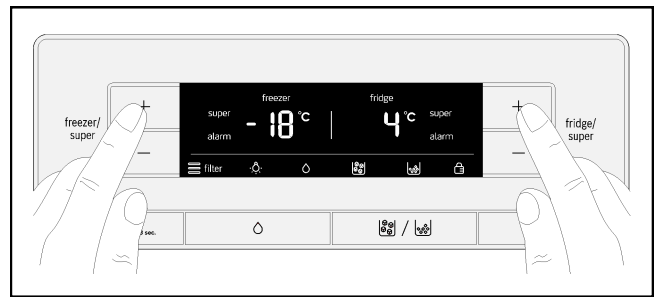 freezer
fridge
super
-18 °C
4 °C
super
freezer/
super
fridge/
super
alarm
alarm
filter
sec.